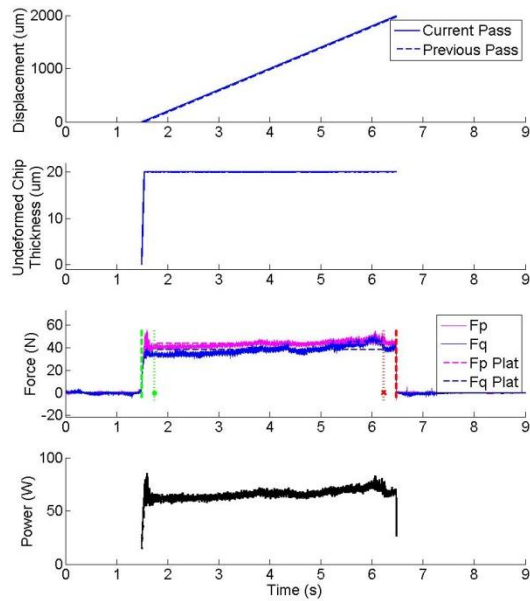 Displacement (um)
2000
1000
0
Current Pass
Previous Pass
0 1 2 3 4 5 6 7 8 9
Undeformed Chip
Thickness (um)
20
10
0
0 1 2 3 4 5 6 7 8 9
Force (N)
60
40
20
0
-20
Fp
Fq
Fp Plat
Fq Plat
0 1 2 3 4 5 6 7 8 9
Power (W)
100
50
0
0 1 2 3 4 5 6 7 8 9
Time (s)